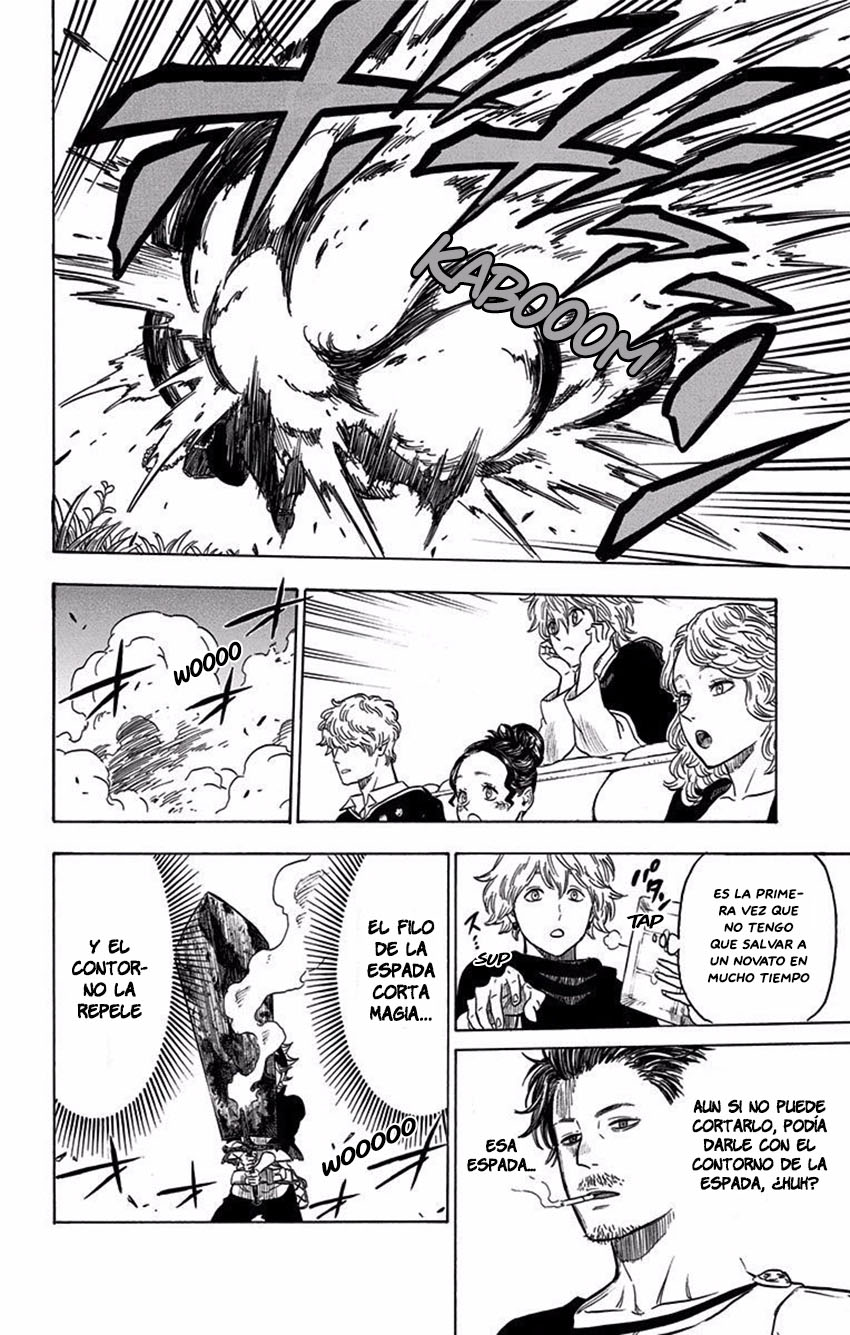 KABOOOM
WOOOO
ES LA PRIME-
RA VEZ QUE
NO TENGO
QUE SALVAR A
UN NOVATO EN
MUCHO TIEMPO
TAP
SUP
EL FILO
DE LA
ESPADA
CORTA
MAGIA...
Y EL
CONTOR-
NO LA
REPELE
WOOOOO
AUN SI NO PUEDE
CORTARLO, PODÍA
DARLE CON EL
CONTORNO DE LA
ESPADA, ¿HUH?
ESA
ESPADA...